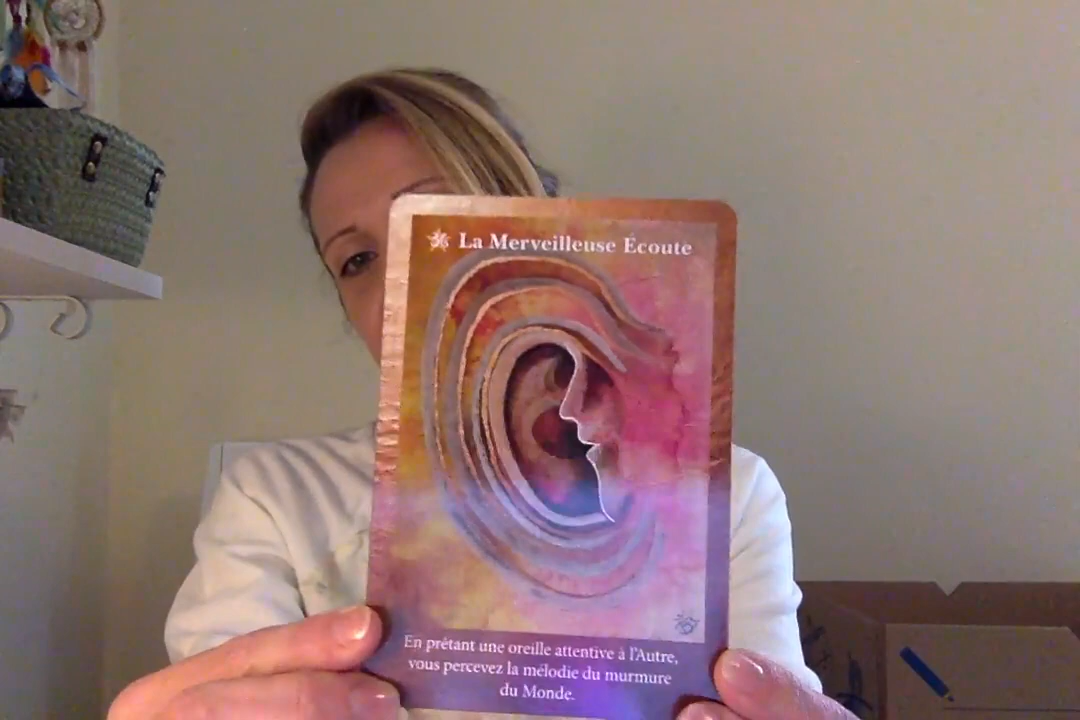 La Merveilleuse Écoute
En prêtant une oreille attentive à l'Autre,
vous percevez la mélodie du murmure
du Monde.